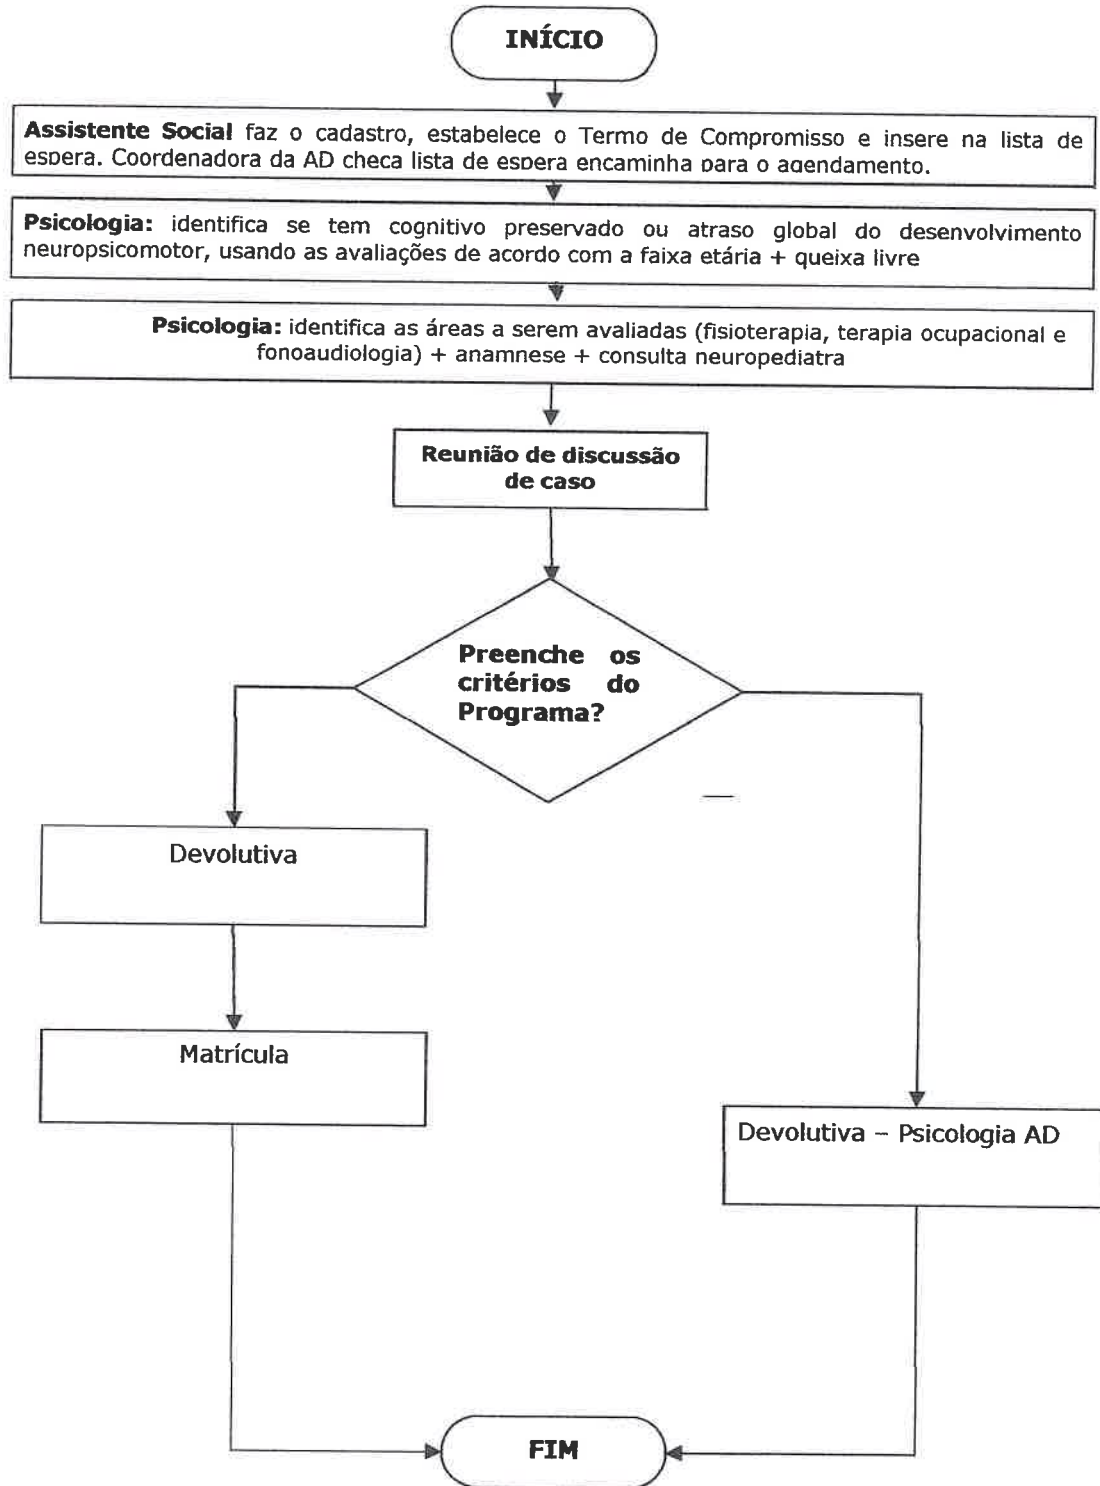 INÍCIO
Assistente Social faz o cadastro, estabelece o Termo de Compromisso e insere na lista de
espera. Coordenadora da AD checa lista de espera encaminha para o agendamento.
Psicologia: identifica se tem cognitivo preservado ou atraso global do desenvolvimento
neuropsicomotor, usando as avaliações de acordo com a faixa etária + queixa livre
Psicologia: identifica as áreas a serem avaliadas (fisioterapia, terapia ocupacional e
fonoaudiologia) + anamnese + consulta neuropediatra
Reunião de discussão
de caso
Preenche os
critérios do
Programa?
Devolutiva
Matrícula
Devolutiva – Psicologia AD
FIM